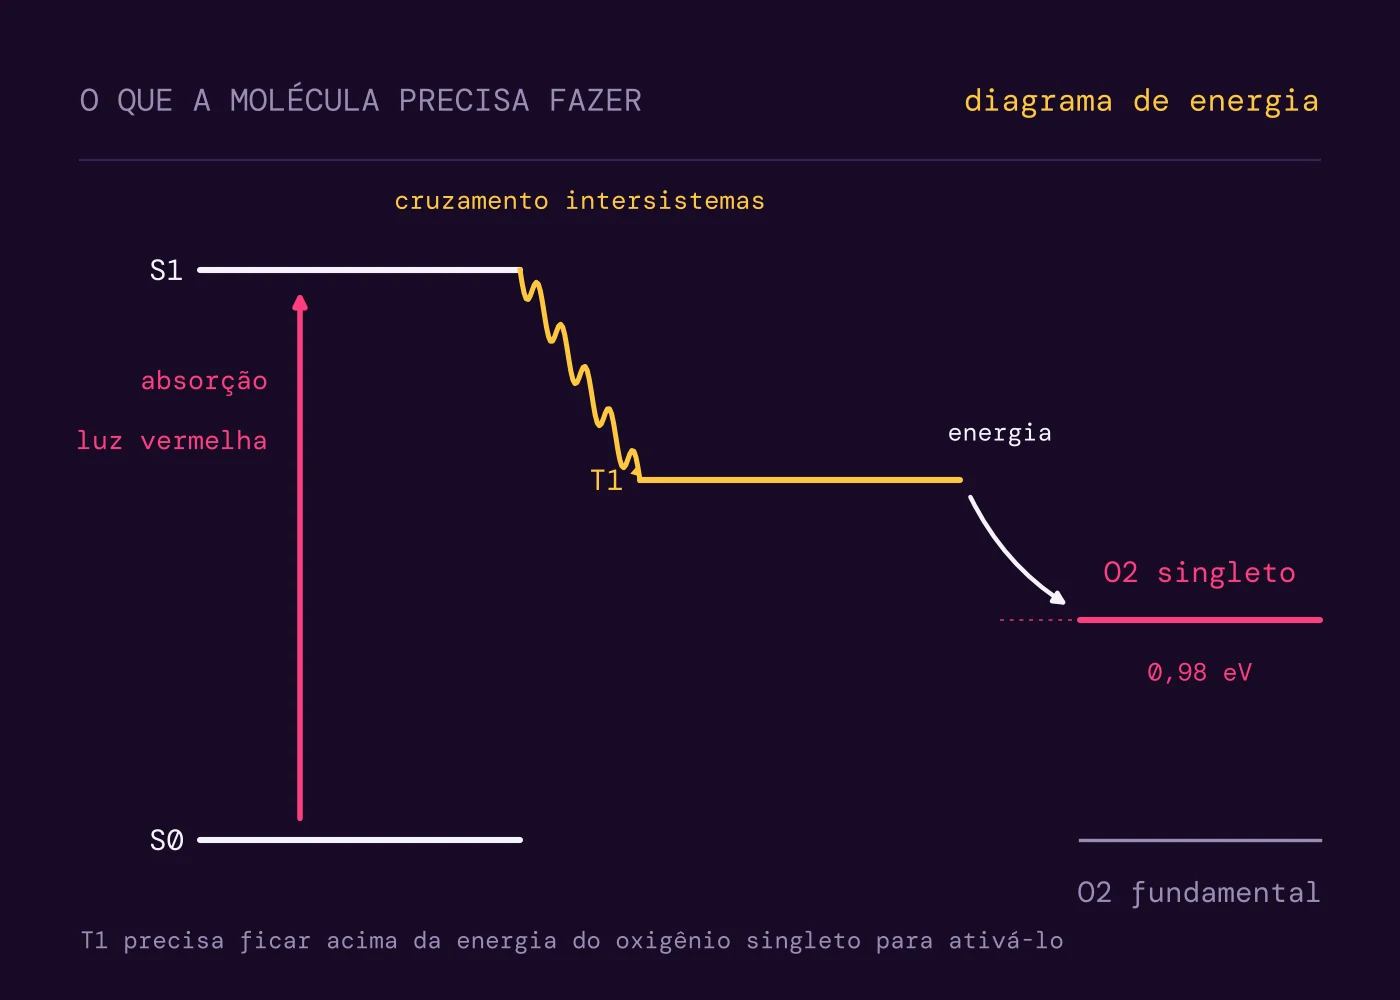 O QUE A MOLÉCULA PRECISA FAZER
diagrama de energia
cruzamento intersistemas
S1
absorção
luz vermelha
T1
energia
O2 singleto
0,98 eV
S0
O2 fundamental
T1 precisa ficar acima da energia do oxigênio singleto para ativá-lo